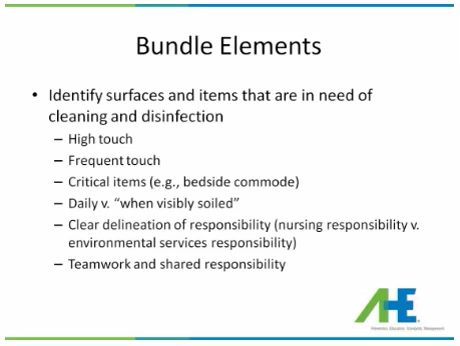 Bundle Elements
• Identify surfaces and items that are in need of
cleaning and disinfection
– High touch
– Frequent touch
– Critical items (e.g., bedside commode)
– Daily v. “when visibly soiled”
– Clear delineation of responsibility (nursing responsibility v.
environmental services responsibility)
– Teamwork and shared responsibility
AHE